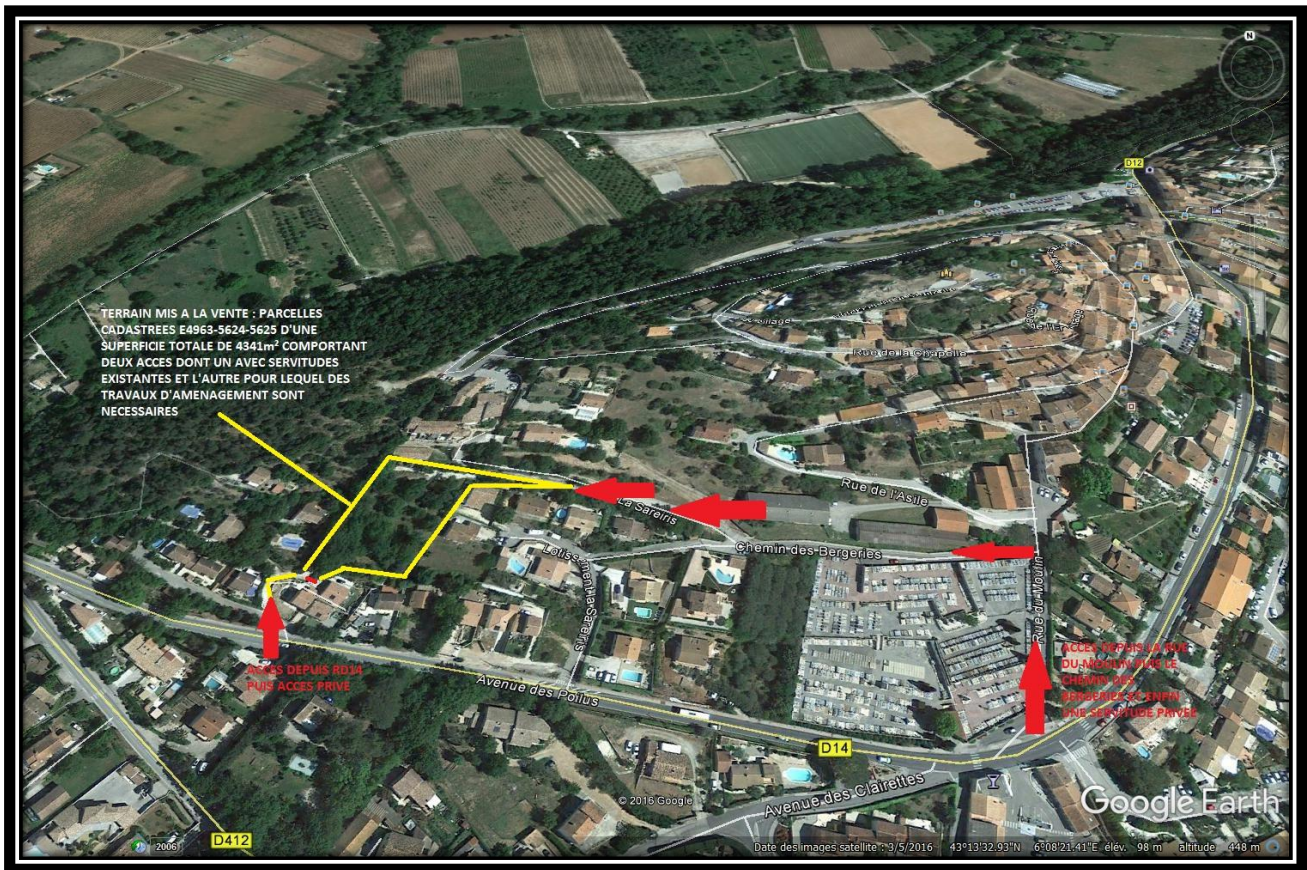 N
D12
TERRAIN MIS A LA VENTE : PARCELLES
CADASTREES E4963-5624-5625 D'UNE
SUPERFICIE TOTALE DE 4341m² COMPORTANT
DEUX ACCES DONT UN AVEC SERVITUDES
EXISTANTES ET L'AUTRE POUR LEQUEL DES
TRAVAUX D'AMENAGEMENT SONT
NECESSAIRES
Rue de la Chapelle
Rue de l'Asile
La Sareiris
Chemin des Bergeries
Rue du Moulin
ACCES DEPUIS RD14
PUIS ACCES PRIVE
ACCES DEPUIS LA RUE
DU MOULIN PUIS LE
CHEMIN DES
BERGERIES ET ENFIN
UNE SERVITUDE PRIVEE
Avenue des Poilus
D14
Avenue des Clairettes
© 2016 Google
Google Earth
D412
2006
Date des images satellite : 3/5/2016 43°13'32.93"N 6°08'21.41"E élév. 98 m altitude 448 m